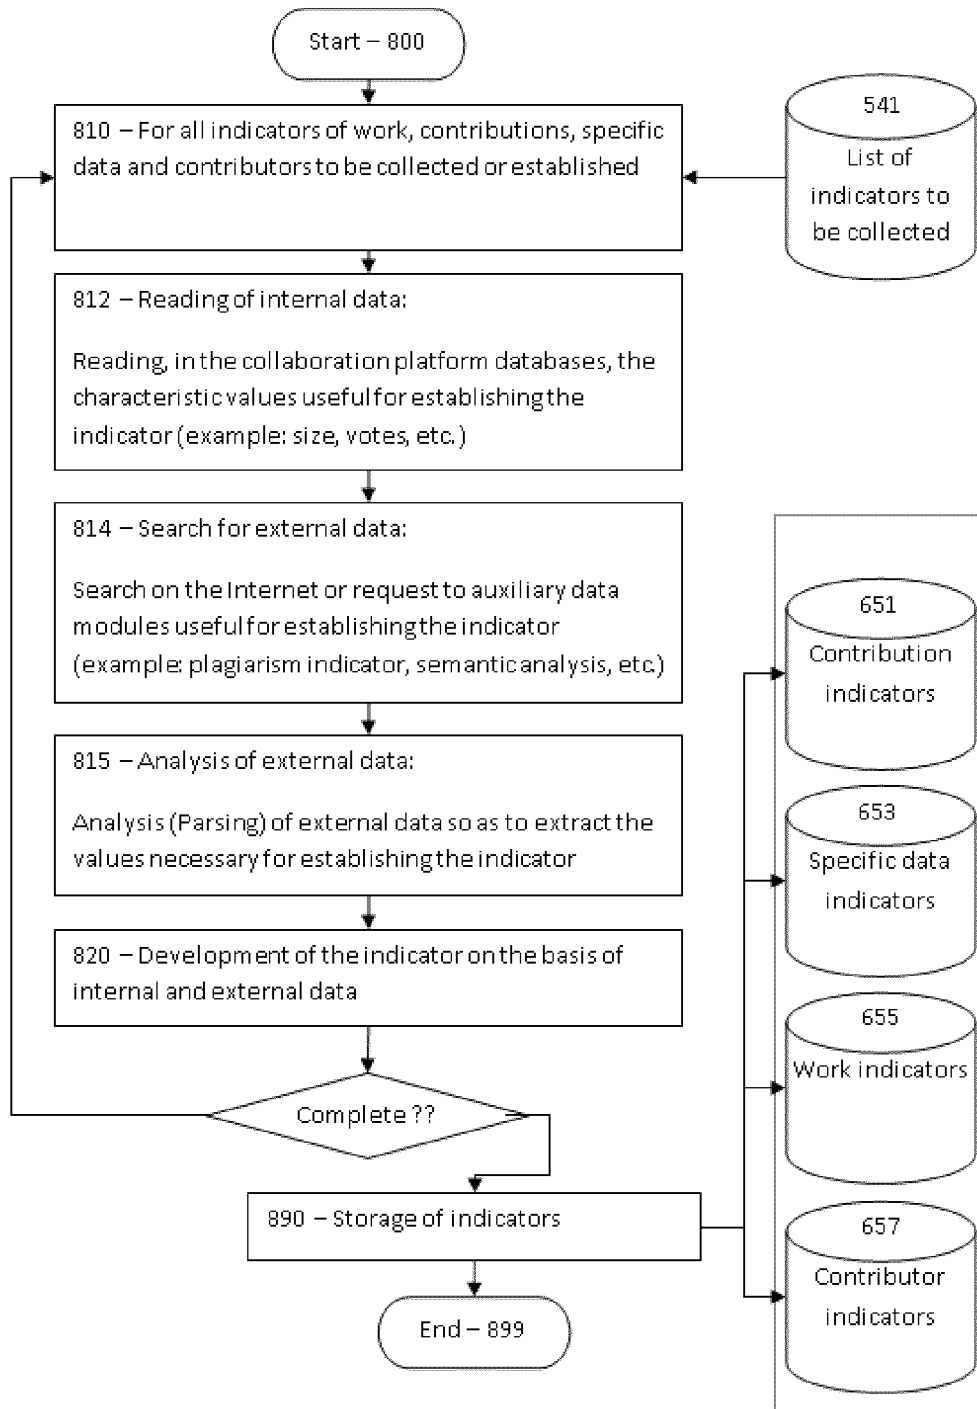 Start – 800
810 – For all indicators of work, contributions, specific
data and contributors to be collected or established
541
List of
indicators to
be collected
812 – Reading of internal data:
Reading, in the collaboration platform databases, the
characteristic values useful for establishing the
indicator (example: size, votes, etc.)
814 – Search for external data:
Search on the Internet or request to auxiliary data
modules useful for establishing the indicator
(example: plagiarism indicator, semantic analysis, etc.)
815 – Analysis of external data:
Analysis (Parsing) of external data so as to extract the
values necessary for establishing the indicator
820 – Development of the indicator on the basis of
internal and external data
Complete ??
890 – Storage of indicators
End – 899
651
Contribution
indicators
653
Specific data
indicators
655
Work indicators
657
Contributor
indicators